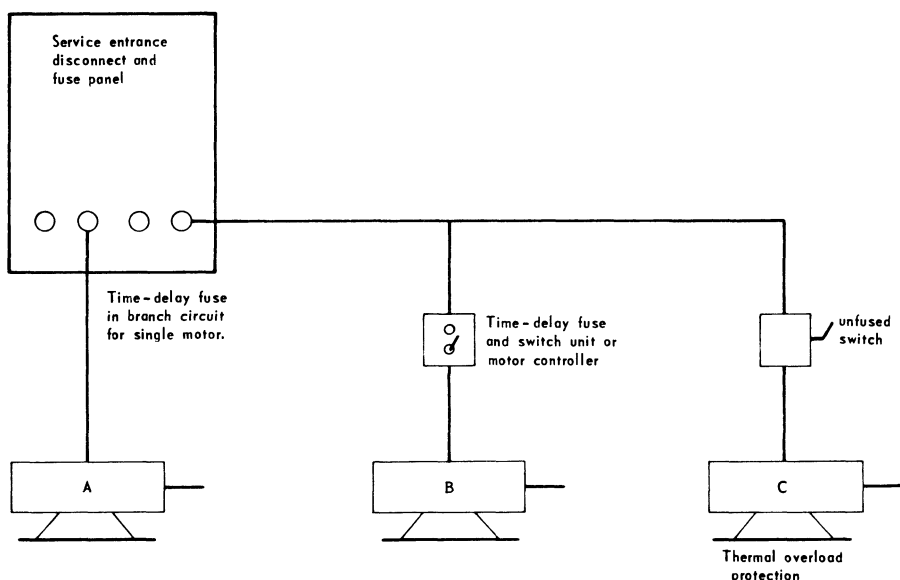 Service entrance
disconnect and
fuse panel
Time-delay fuse
in branch circuit
for single motor.
Time-delay fuse
and switch unit or
motor controller
unfused
switch
A
B
C
Thermal overload
protection